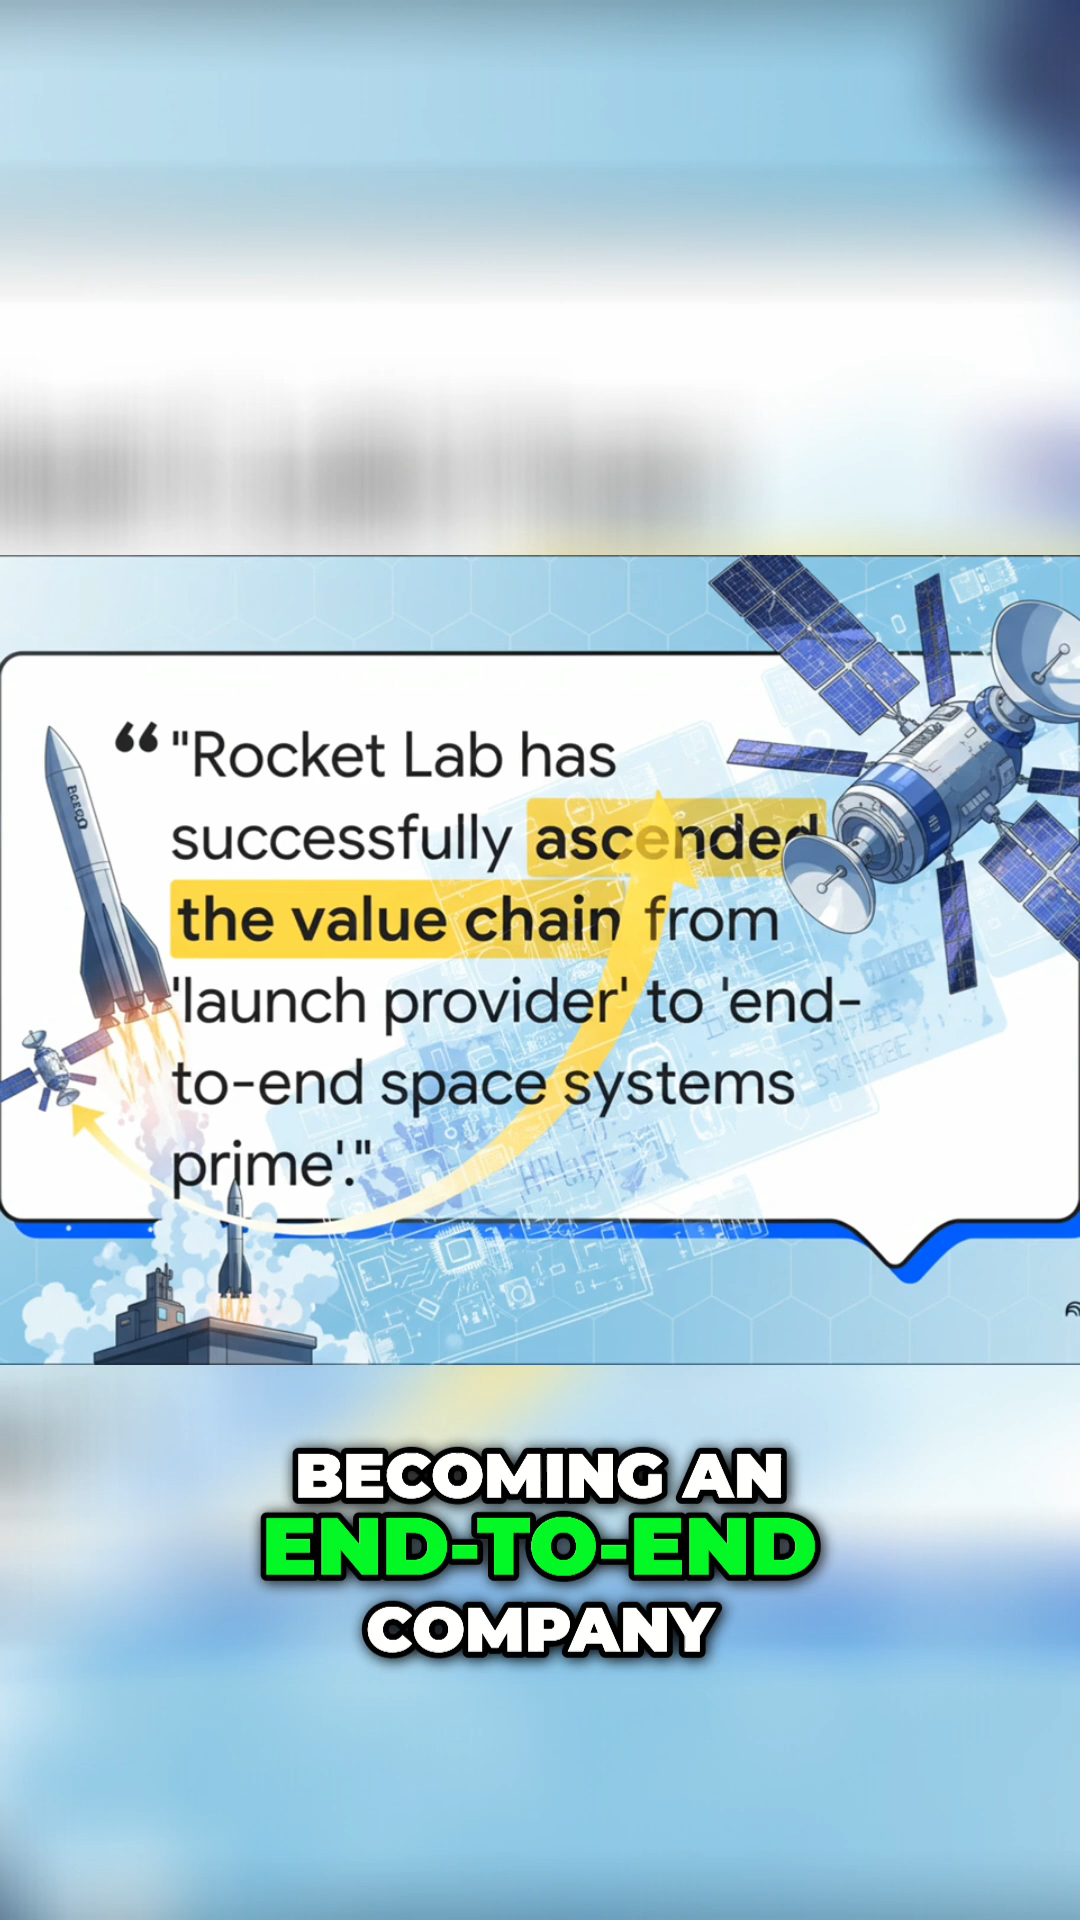 ❝ "Rocket Lab has
successfully ascended
the value chain from
'launch provider' to 'end-
to-end space systems
prime'."
BECOMING AN
END-TO-END
COMPANY